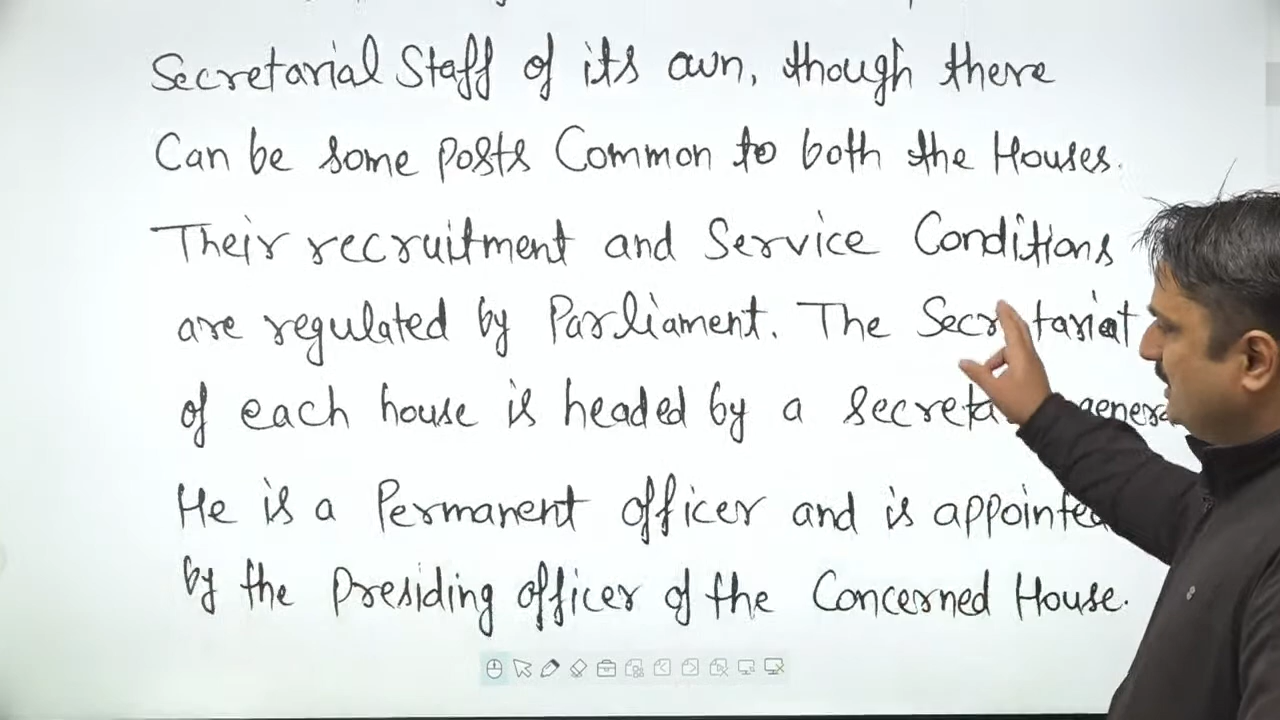 Secretarial Staff of its own, though there
Can be some posts Common to both the Houses.
Their recruitment and Service Conditions
are regulated by Parliament. The Secretariat
of each house is headed by a
He is a Permanent officer and is appointed
by the Presiding officer of the Concerned House.